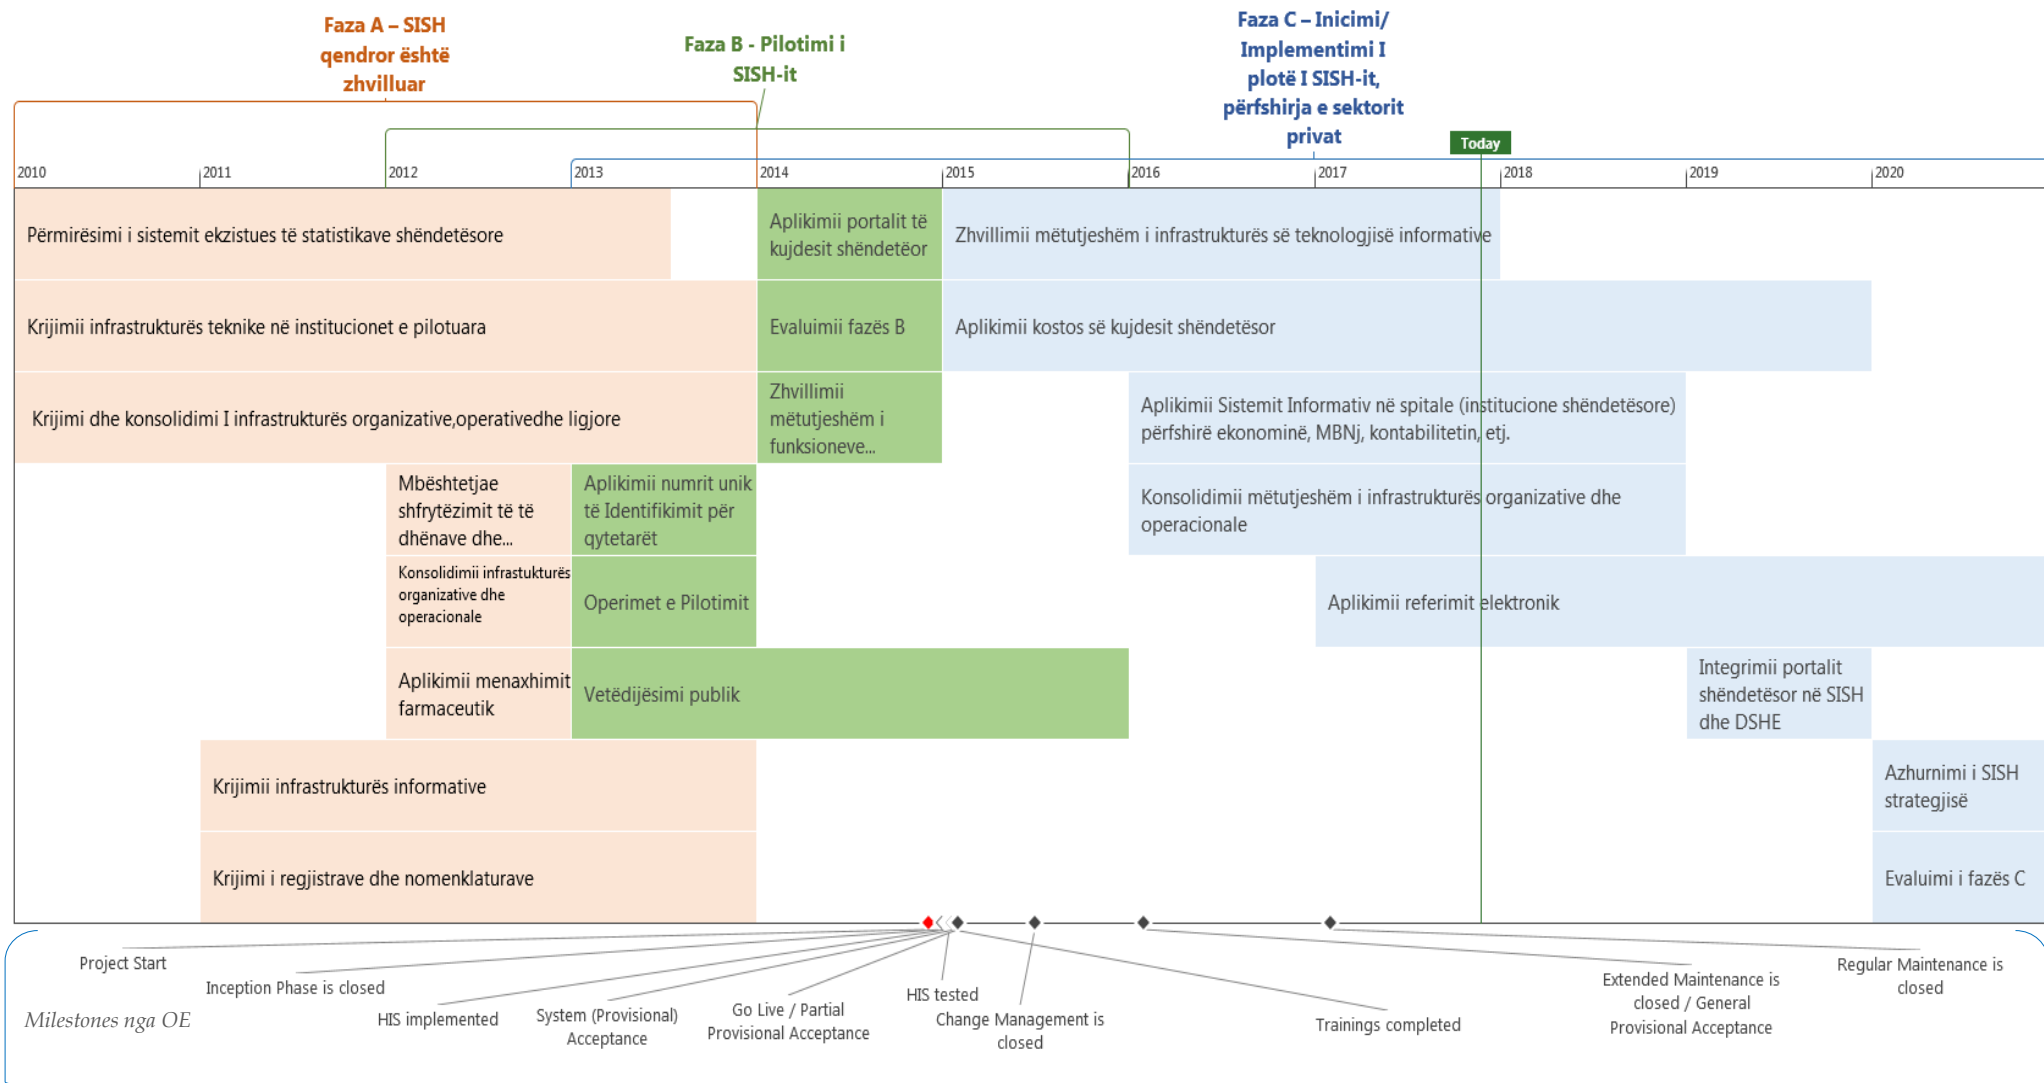 Faza A – SISH
qendror është
zhvilluar
Faza B - Pilotimi i
SISH-it
Faza C – Inicimi/
Implementimi I
plotë I SISH-it,
përfshirja e sektorit
privat
Today
2010
2011
2012
2013
2014
2015
2016
2017
2018
2019
2020
Përmirësimi i sistemit ekzistues të statistikave shëndetësore
Aplikimii portalit të
kujdesit shëndetëor
Zhvillimii mëtutjeshëm i infrastrukturës së teknologjisë informative
Krijimii infrastrukturës teknike në institucionet e pilotuara
Evaluimii fazës B
Aplikimii kostos së kujdesit shëndetësor
Krijimi dhe konsolidimi I infrastrukturës organizative,operativedhe ligjore
Zhvillimii
mëtutjeshëm i
funksioneve...
Aplikimii Sistemit Informativ në spitale (institucione shëndetësore)
përfshirë ekonominë, MBNj, kontabilitetin, etj.
Mbështetjae
shfrytëzimit të të
dhënave dhe...
Aplikimii numrit unik
të Identifikimit për
qytetarët
Konsolidimii mëtutjeshëm i infrastrukturës organizative dhe
operacionale
Konsolidimii infrastukturës
organizative dhe
operacionale
Operimet e Pilotimit
Aplikimii referimit elektronik
Aplikimii menaxhimit
farmaceutik
Vetëdijësimi publik
Integrimii portalit
shëndetësor në SISH
dhe DSHE
Krijimii infrastrukturës informative
Azhurnimi i SISH
strategjisë
Krijimi i regjistrave dhe nomenklaturave
Evaluimi i fazës C
Project Start
Inception Phase is closed
HIS implemented
System (Provisional)
Acceptance
Go Live / Partial
Provisional Acceptance
HIS tested
Change Management is
closed
Trainings completed
Extended Maintenance is
closed / General
Provisional Acceptance
Regular Maintenance is
closed
Milestones nga OE